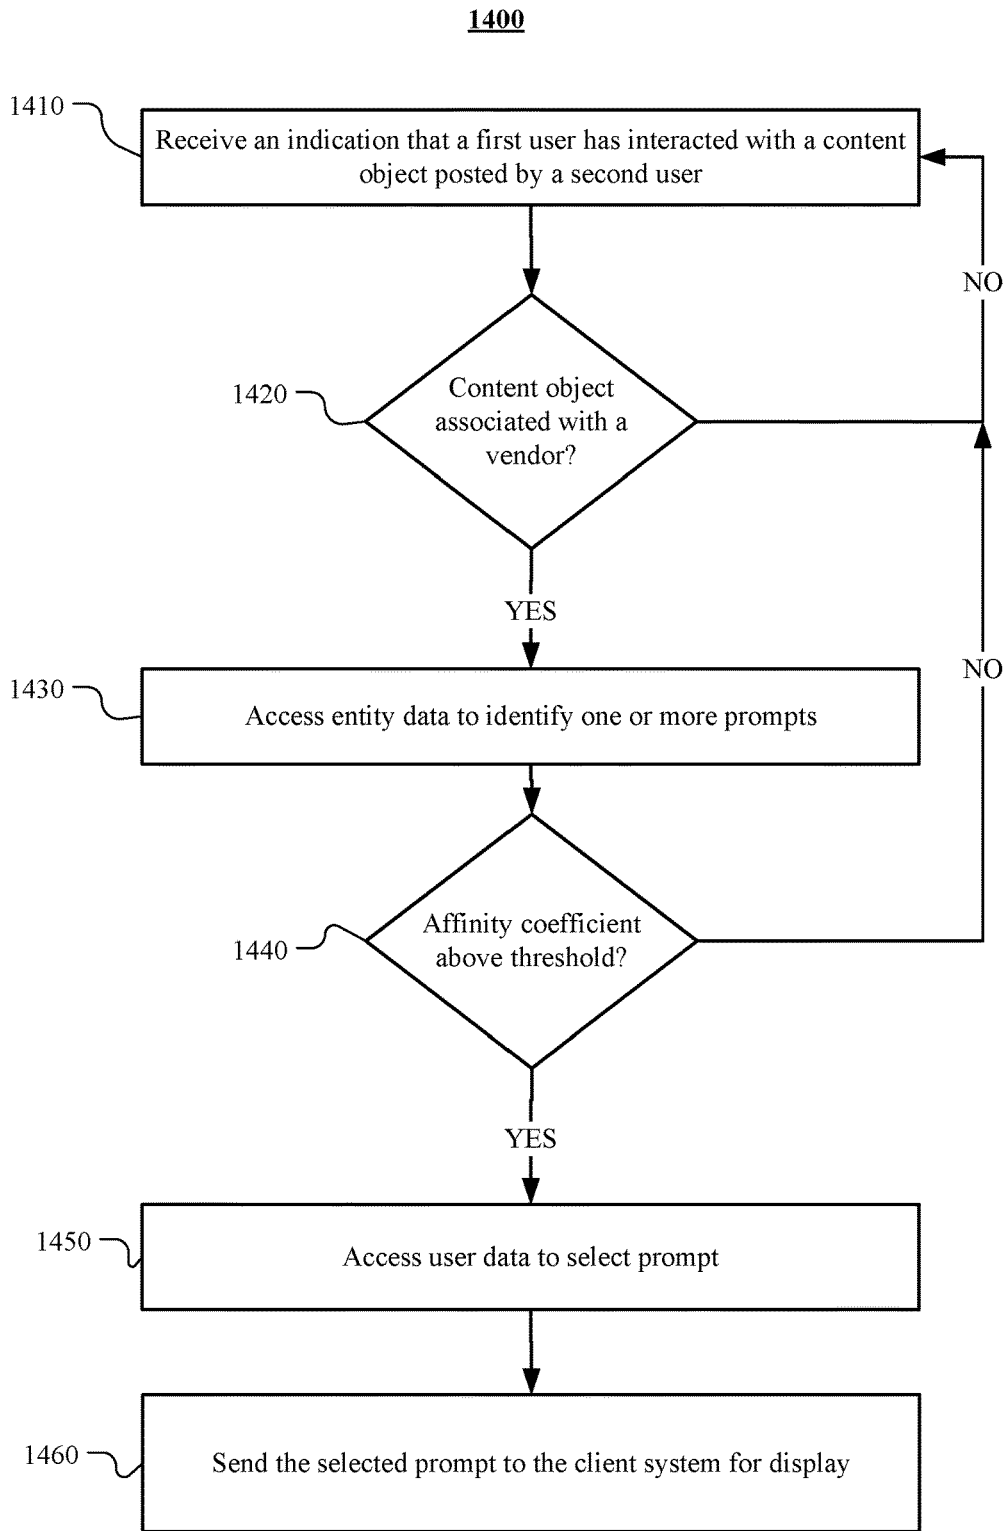 1400
1410
Receive an indication that a first user has interacted with a content
object posted by a second user
NO
1420
Content object
associated with a
vendor?
YES
1430
Access entity data to identify one or more prompts
NO
1440
Affinity coefficient
above threshold?
YES
1450
Access user data to select prompt
1460
Send the selected prompt to the client system for display